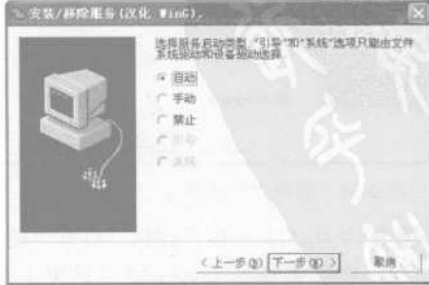 安装/移除服务(汉化 WinG).
选择服务启动类型,"引导"和"系统"选项只能由文件
系统驱动和设备驱动选择
自动
手动
禁止
引导
系统
<上一步(B) 下一步(N) > 取消